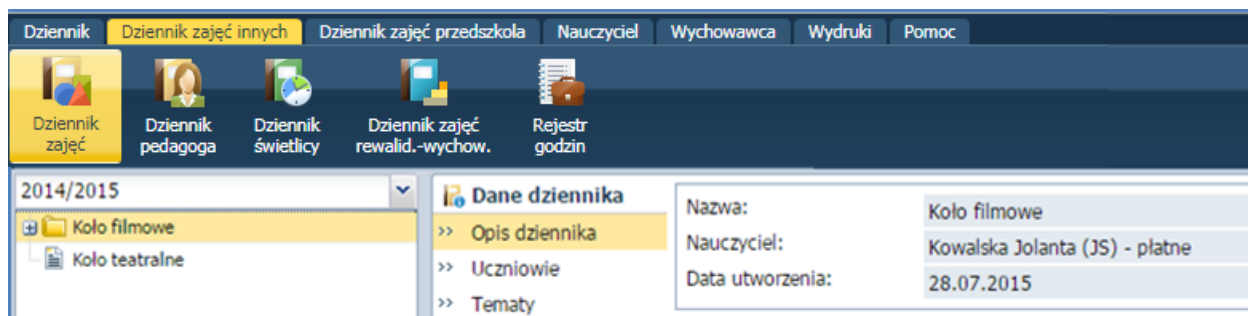 Dziennik Dziennik zajęć innych Dziennik zajęć przedszkola Nauczyciel Wychowawca Wydruki Pomoc
Dziennik zajęć
Dziennik pedagoga
Dziennik świetlicy
Dziennik zajęć rewalid.-wychow.
Rejestr godzin
2014/2015
Koło filmowe
Koło teatralne
Dane dziennika
Opis dziennika
Uczniowie
Tematy
Nazwa: Koło filmowe
Nauczyciel: Kowalska Jolanta (JS) - płatne
Data utworzenia: 28.07.2015